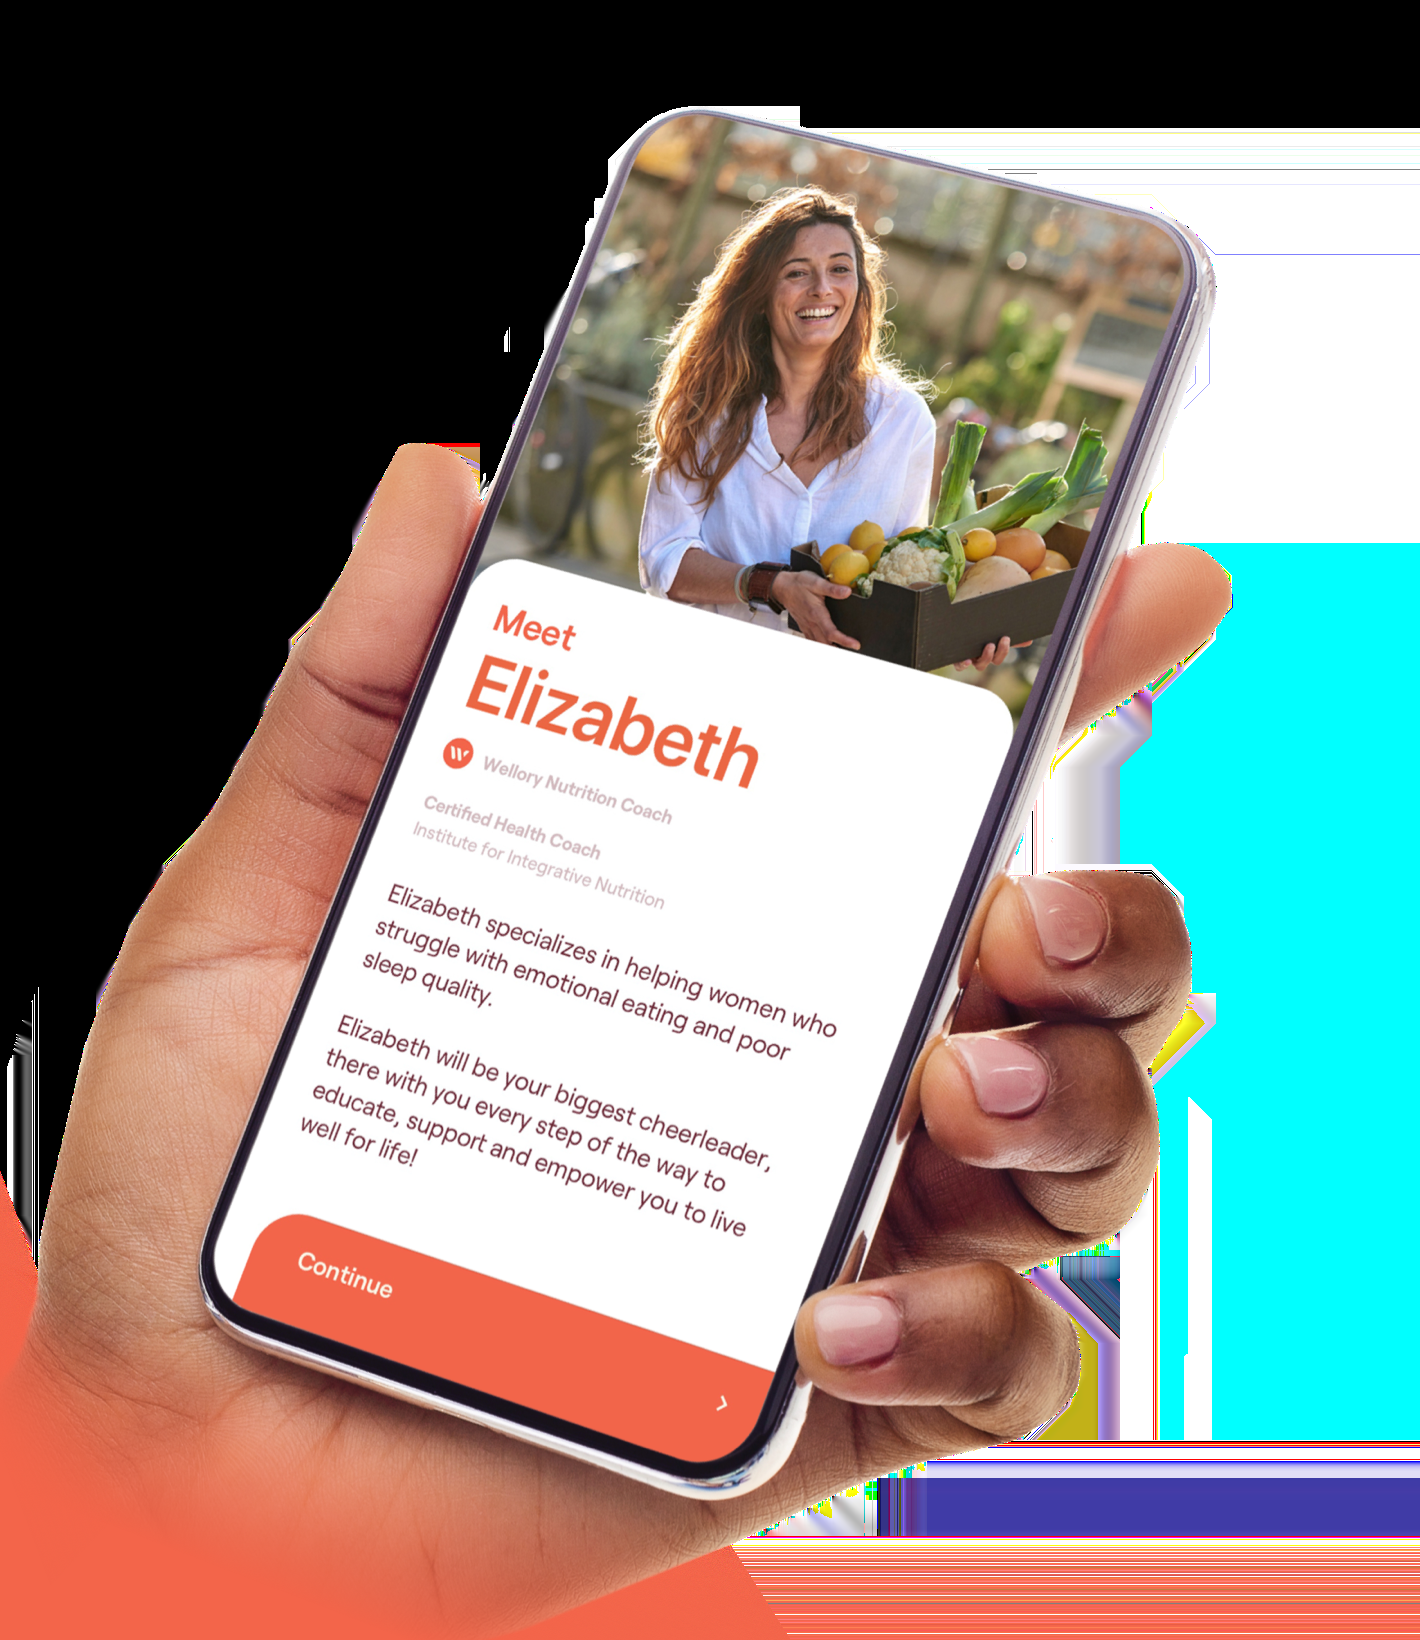 Meet
Elizabeth
W Wellory Nutrition Coach
Certified Health Coach
Institute for Integrative Nutrition
Elizabeth specializes in helping women who
struggle with emotional eating and poor
sleep quality.
Elizabeth will be your biggest cheerleader,
there with you every step of the way to
educate, support and empower you to live
well for life!
Continue